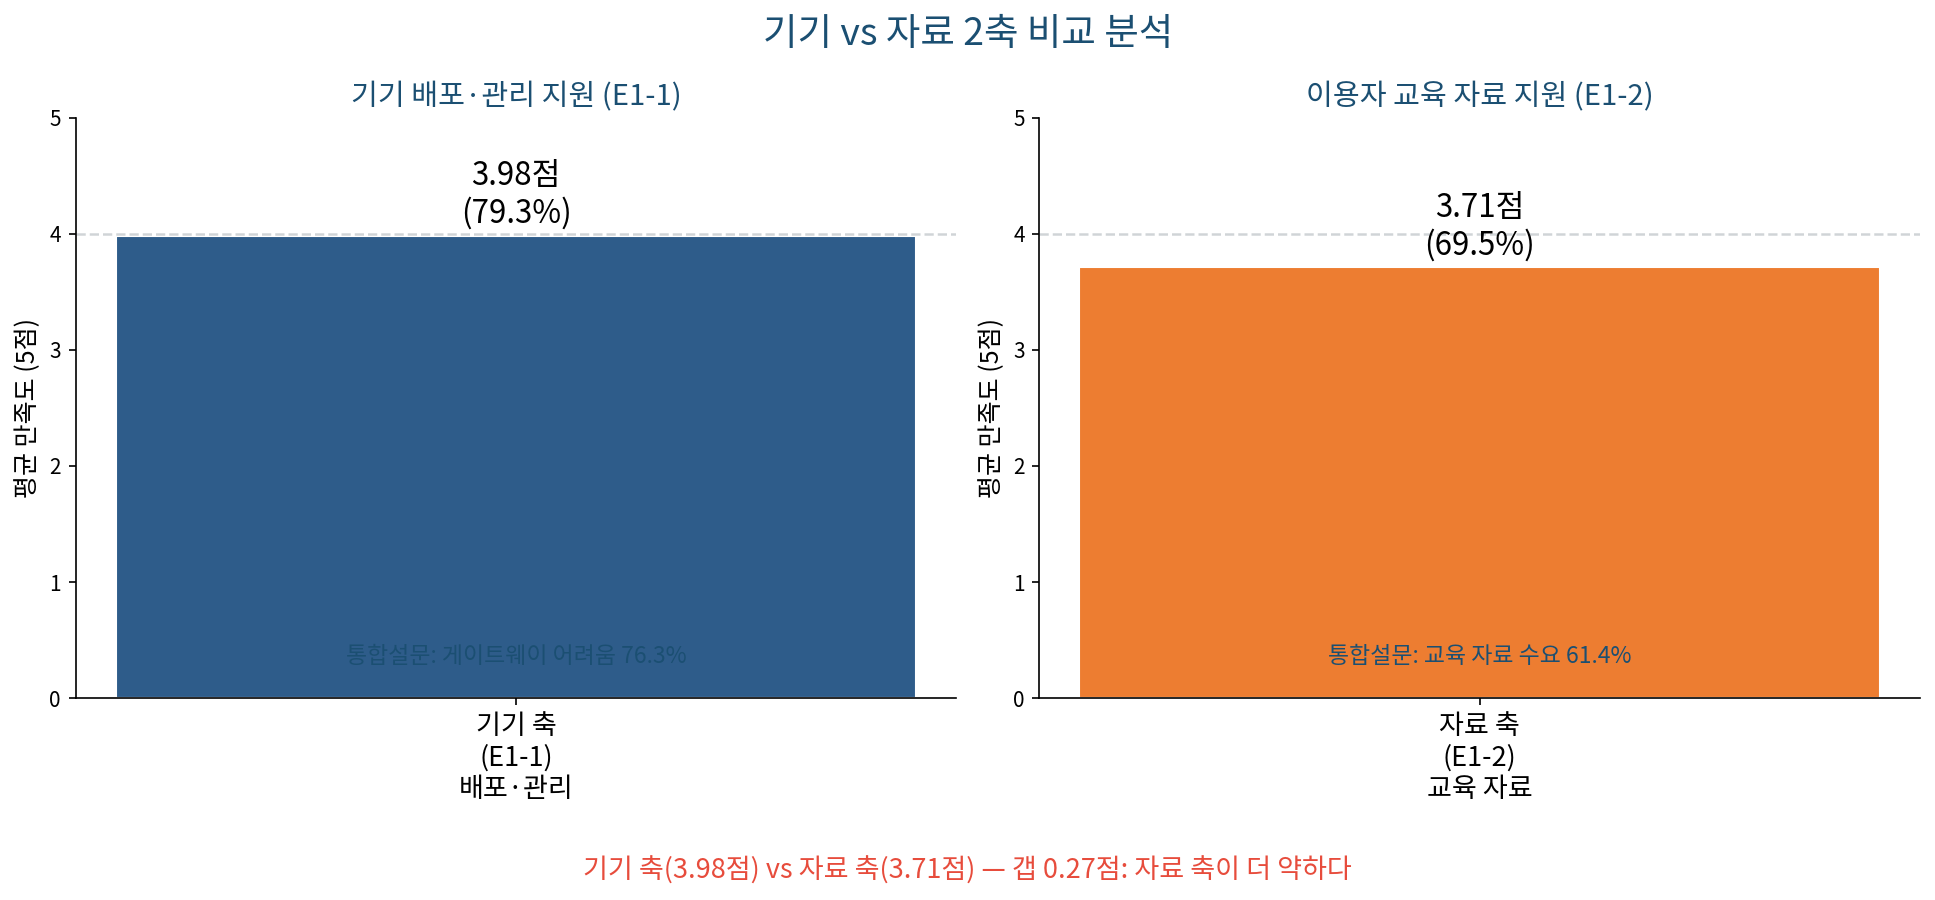 기기 vs 자료 2축 비교 분석
기기 배포·관리 지원 (E1-1)
평균 만족도 (5점)
5
4
3
2
1
0
3.98점
(79.3%)
통합설문: 게이트웨이 어려움 76.3%
기기 축
(E1-1)
배포·관리
이용자 교육 자료 지원 (E1-2)
평균 만족도 (5점)
5
4
3
2
1
0
3.71점
(69.5%)
통합설문: 교육 자료 수요 61.4%
자료 축
(E1-2)
교육 자료
기기 축(3.98점) vs 자료 축(3.71점) — 갭 0.27점: 자료 축이 더 약하다